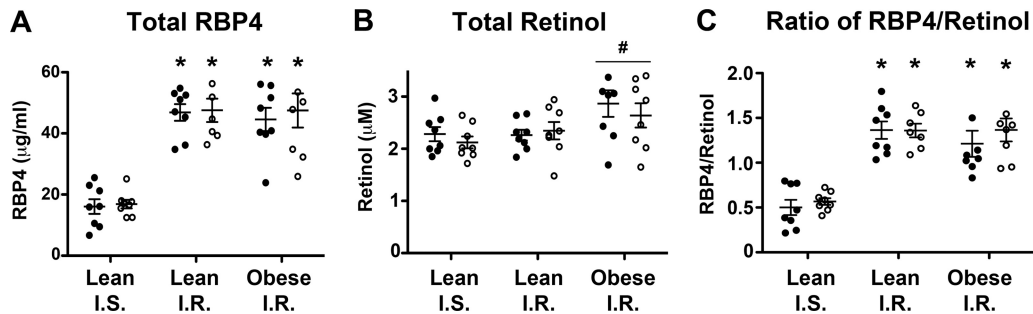 A Total RBP4
RBP4 (µg/ml)
60
40
20
0
* * * *
Lean I.S.
Lean I.R.
Obese I.R.
B Total Retinol
Retinol (µM)
3
2
1
0
#
Lean I.S.
Lean I.R.
Obese I.R.
C Ratio of RBP4/Retinol
RBP4/Retinol
2.0
1.5
1.0
0.5
0
* * * *
Lean I.S.
Lean I.R.
Obese I.R.